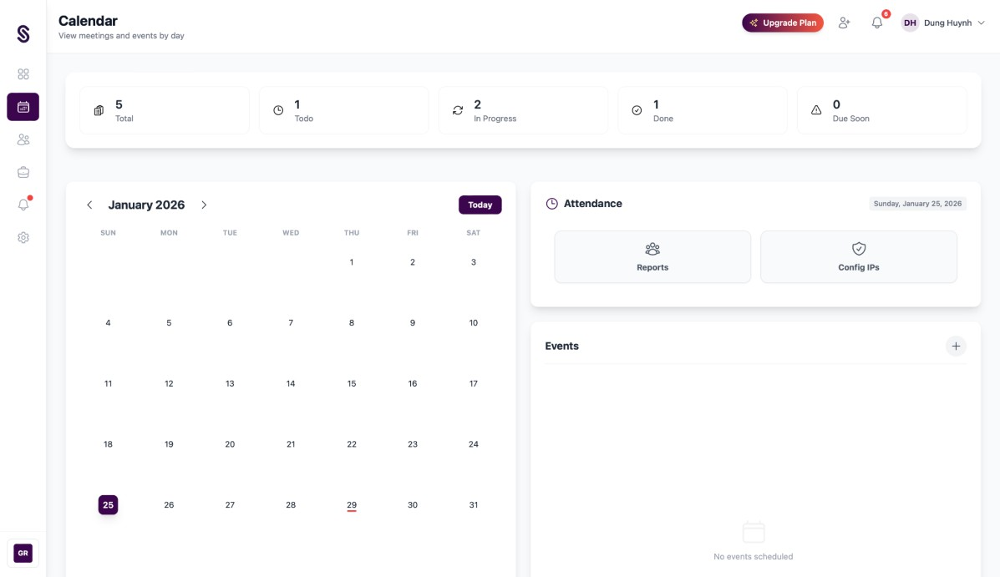 Calendar
View meetings and events by day
Upgrade Plan
6
DH
Dung Huynh
5
Total
1
Todo
2
In Progress
1
Done
0
Due Soon
January 2026
Today
SUN MON TUE WED THU FRI SAT
1 2 3
4 5 6 7 8 9 10
11 12 13 14 15 16 17
18 19 20 21 22 23 24
25 26 27 28 29 30 31
Attendance
Sunday, January 25, 2026
Reports
Config IPs
Events
No events scheduled
GR